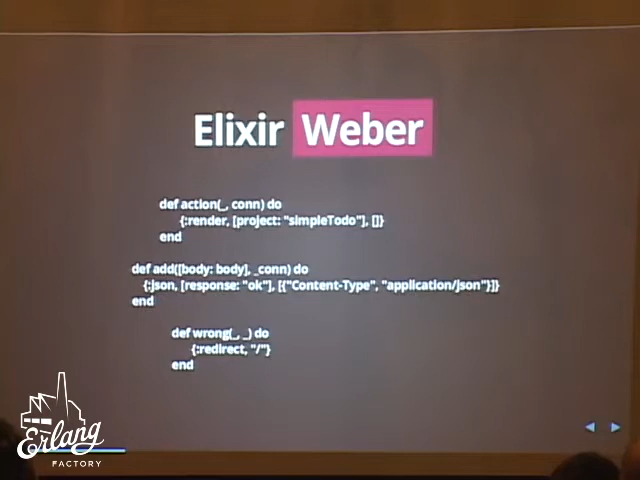 Elixir Weber
def action(_, conn) do
{:render, [project: "simpleTodo"], []}
end
def add([body: body], _conn) do
{:json, [response: "ok"], [{"Content-Type", "application/json"}]}
end
def wrong(_, _) do
{:redirect, "/"}
end
Erlang
FACTORY